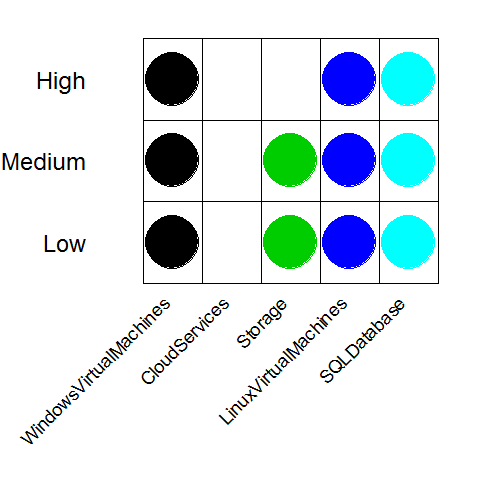 High
Medium
Low
WindowsVirtualMachines
CloudServices
Storage
LinuxVirtualMachines
SQLDatabase